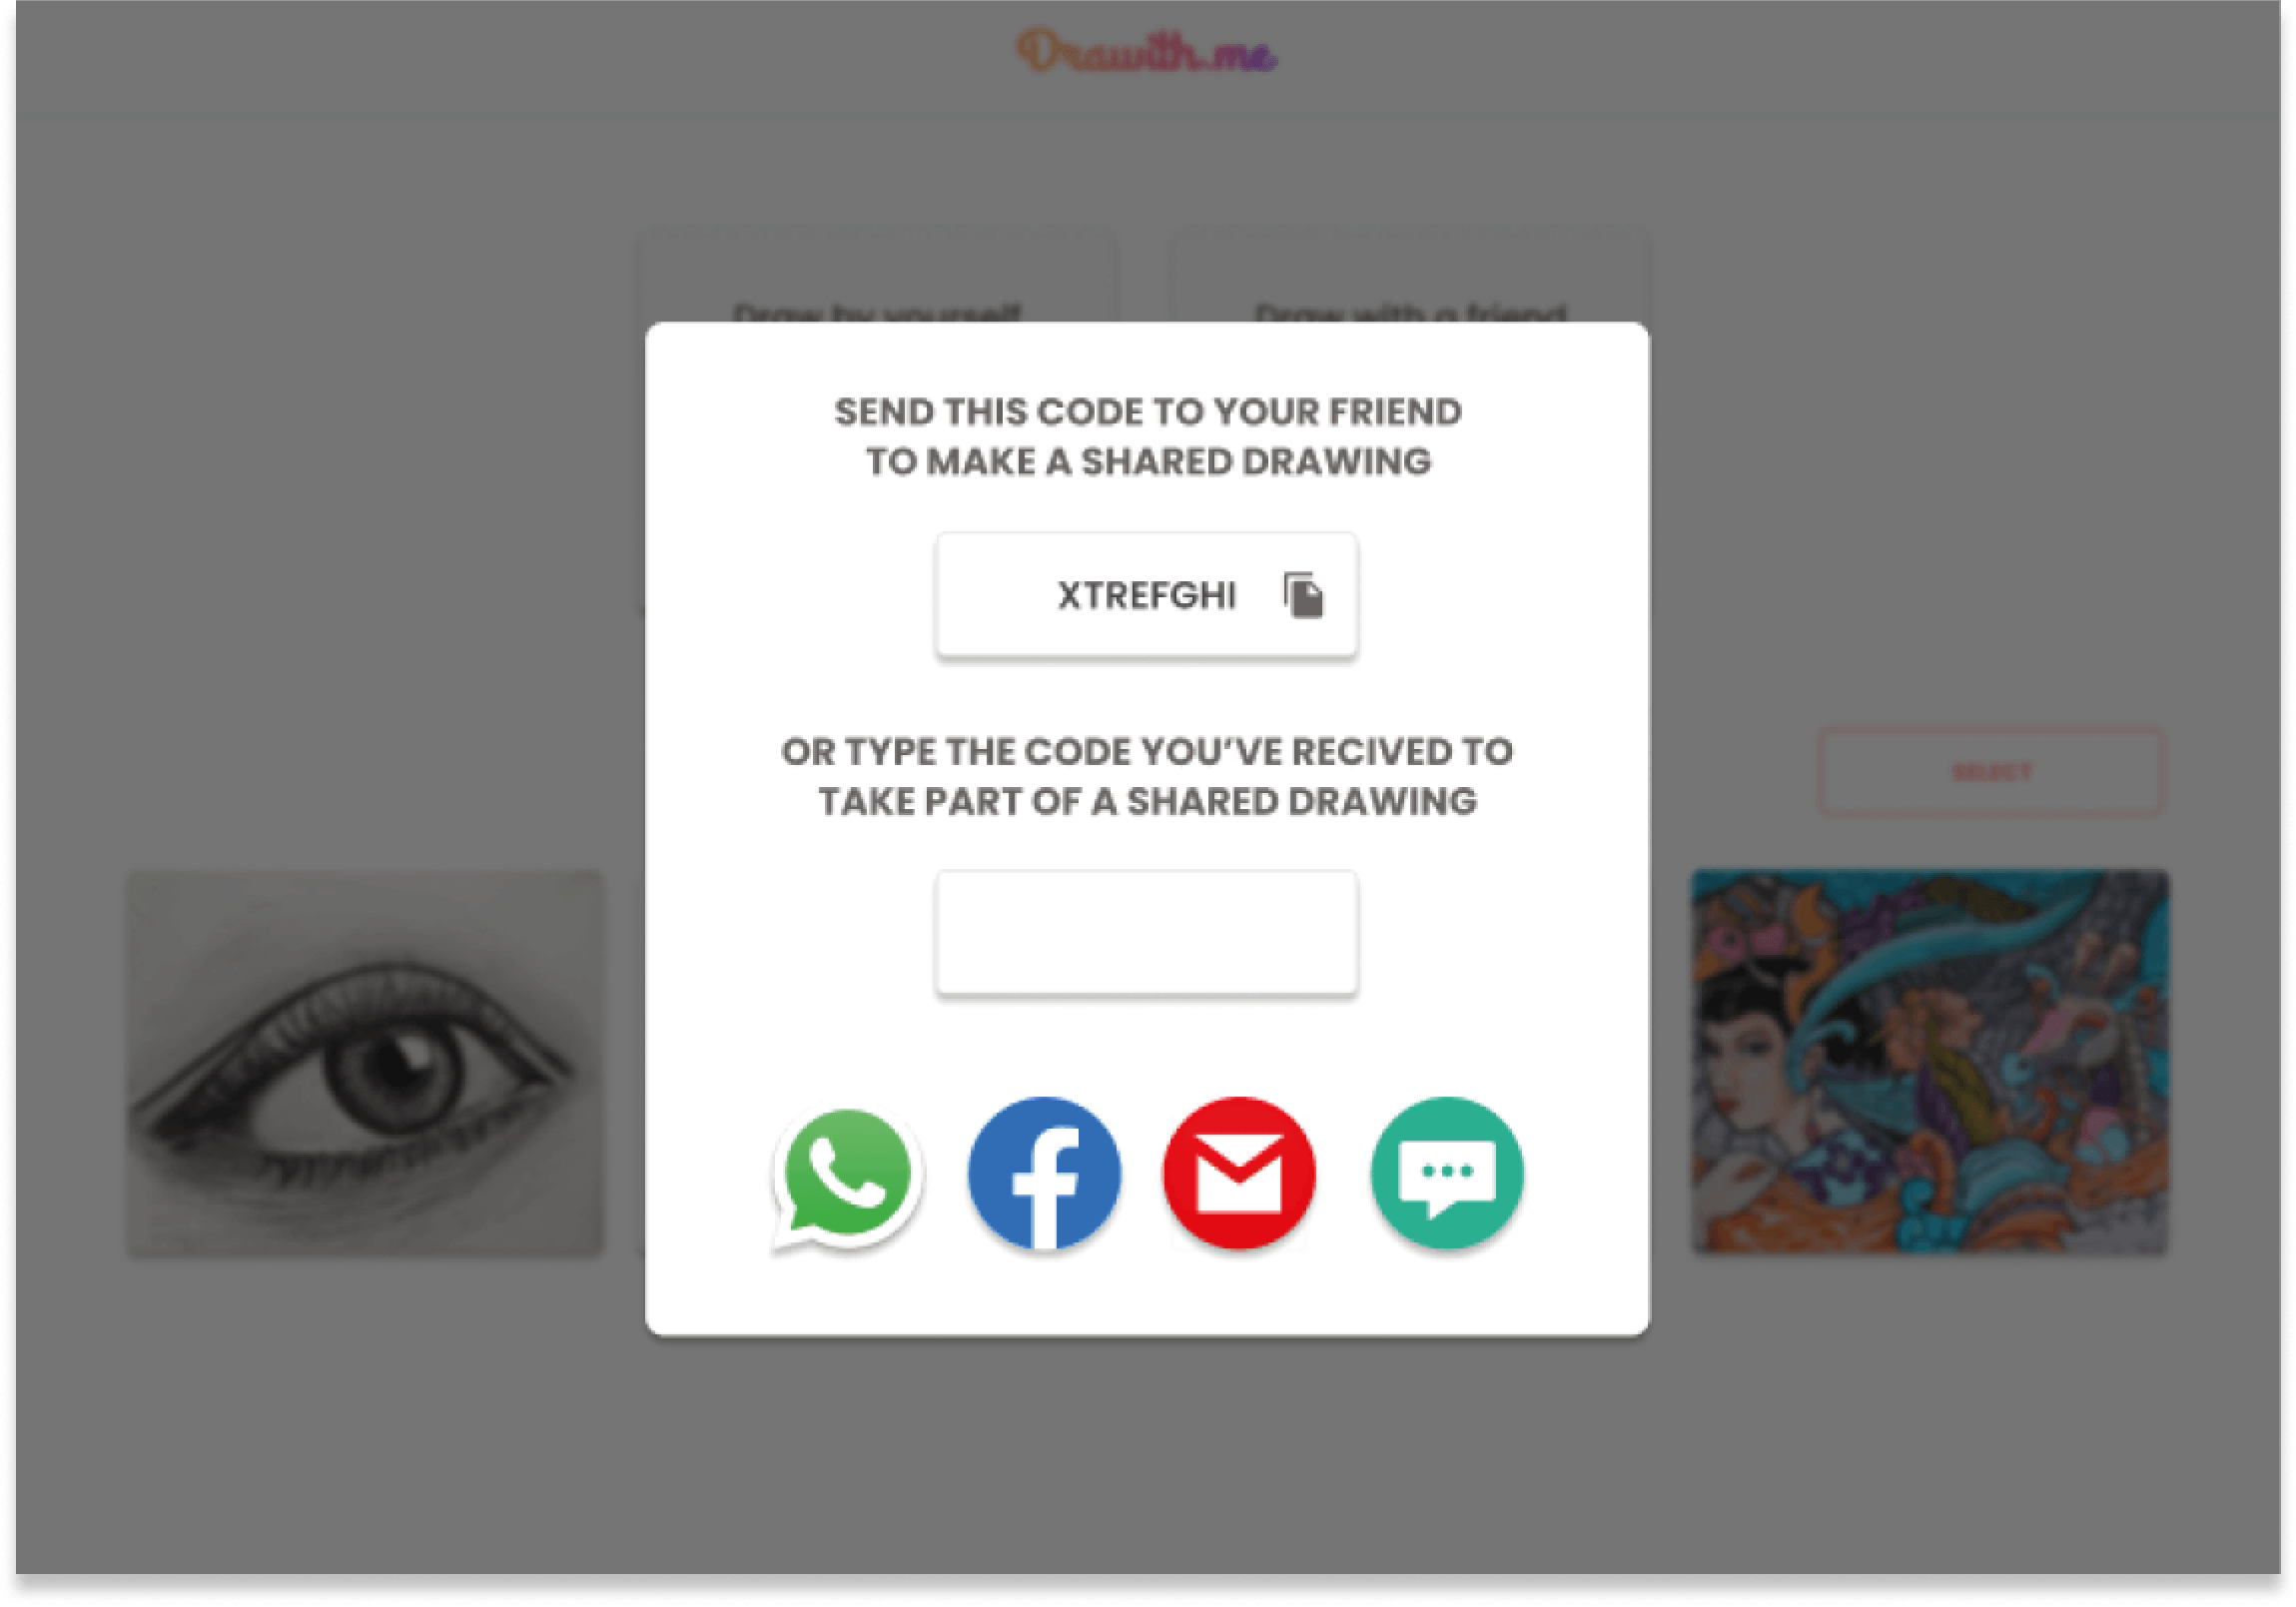 Drawith.me
Draw by yourself
Draw with a friend
SEND THIS CODE TO YOUR FRIEND
TO MAKE A SHARED DRAWING
XTREFGHI
OR TYPE THE CODE YOU’VE RECIVED TO
TAKE PART OF A SHARED DRAWING
SELECT